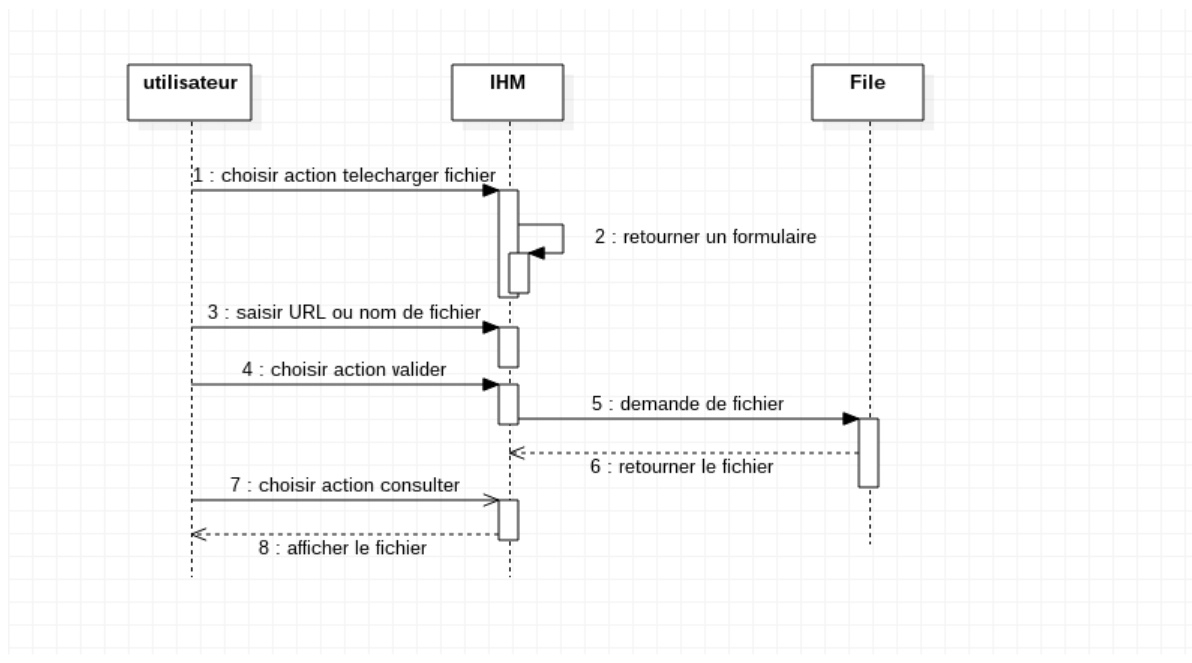 utilisateur
IHM
File
1 : choisir action telecharger fichier
2 : retourner un formulaire
3 : saisir URL ou nom de fichier
4 : choisir action valider
5 : demande de fichier
6 : retourner le fichier
7 : choisir action consulter
8 : afficher le fichier